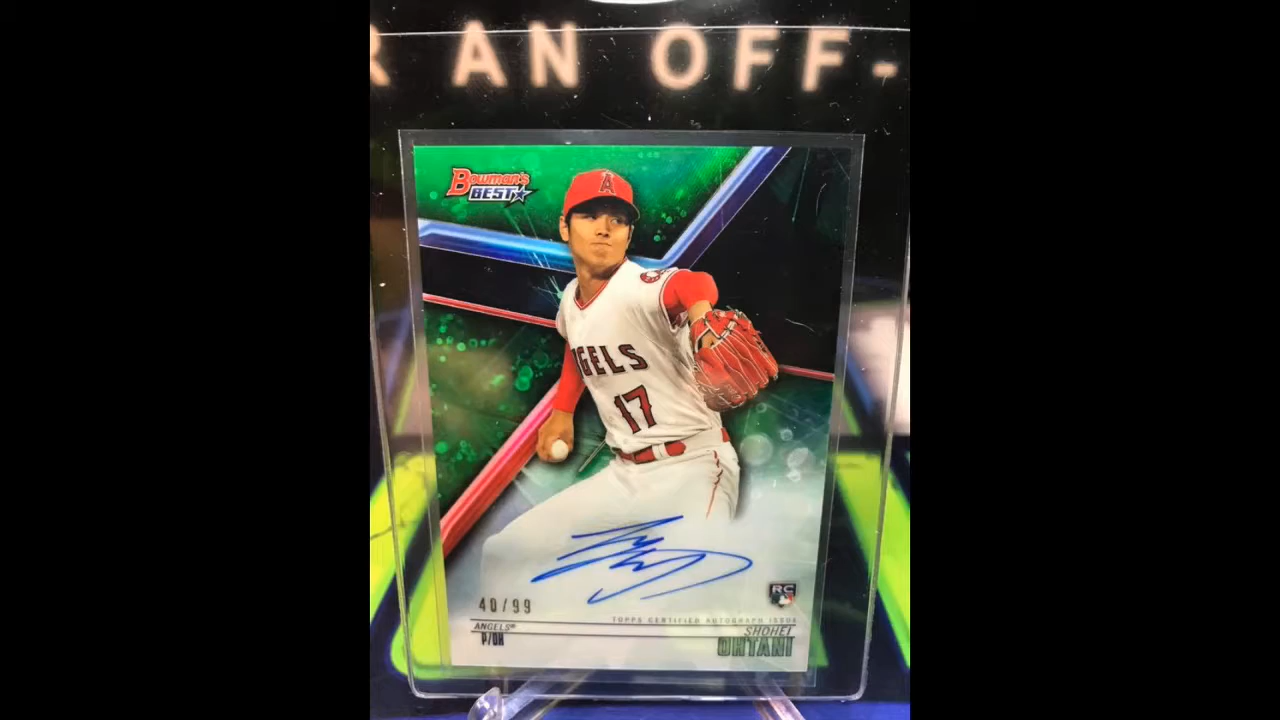 R AN OFF-
Bowman's
BEST
A
ANGELS
17
40/99
RC
TOPPS CERTIFIED AUTOGRAPH ISSUE
ANGELS®
SHOHEI
P/DH
OHTANI